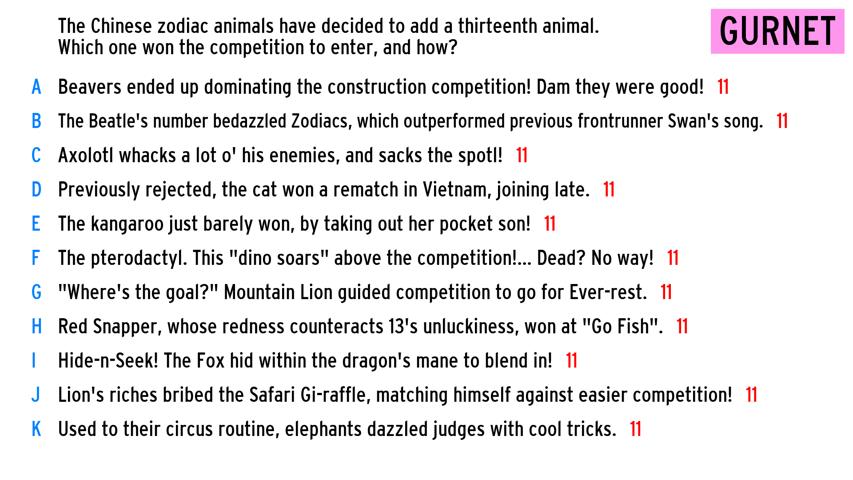 The Chinese zodiac animals have decided to add a thirteenth animal.
Which one won the competition to enter, and how?
GURNET
A Beavers ended up dominating the construction competition! Dam they were good! 11
B The Beatle's number bedazzled Zodiacs, which outperformed previous frontrunner Swan's song. 11
C Axolotl whacks a lot o' his enemies, and sacks the spotl! 11
D Previously rejected, the cat won a rematch in Vietnam, joining late. 11
E The kangaroo just barely won, by taking out her pocket son! 11
F The pterodactyl. This "dino soars" above the competition!... Dead? No way! 11
G "Where's the goal?" Mountain Lion guided competition to go for Ever-rest. 11
H Red Snapper, whose redness counteracts 13's unluckiness, won at "Go Fish". 11
I Hide-n-Seek! The Fox hid within the dragon's mane to blend in! 11
J Lion's riches bribed the Safari Gi-raffle, matching himself against easier competition! 11
K Used to their circus routine, elephants dazzled judges with cool tricks. 11